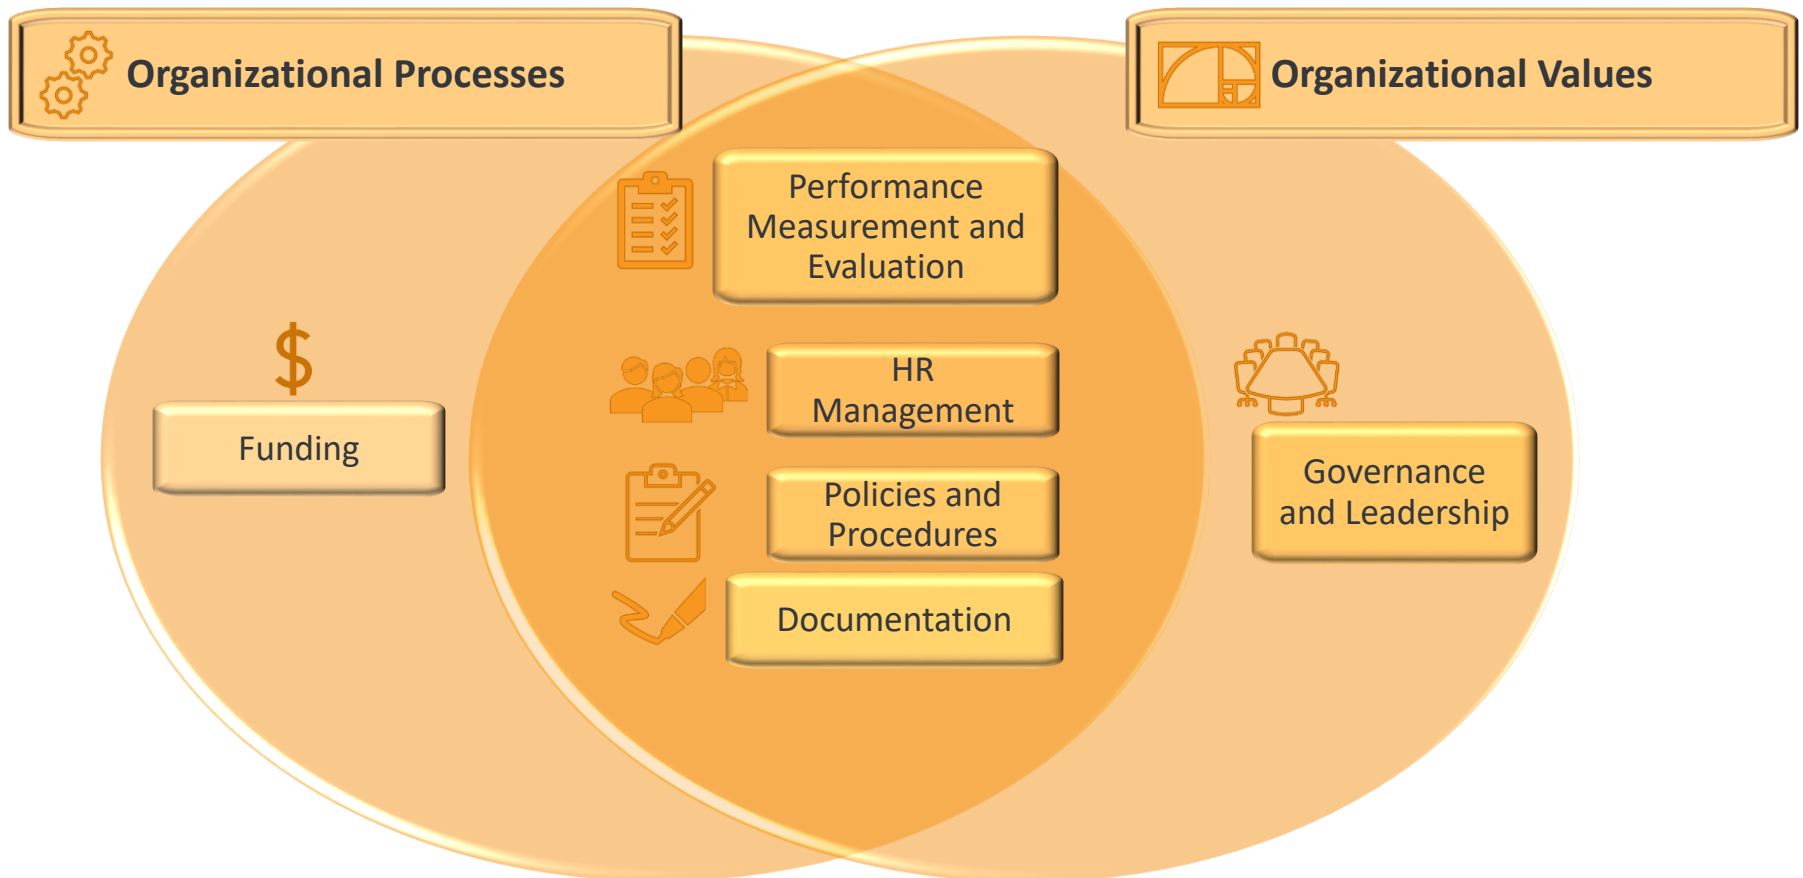 Organizational Processes
Organizational Values
Performance
Measurement and
Evaluation
HR
Management
Funding
Policies and
Procedures
Governance
and Leadership
Documentation
$